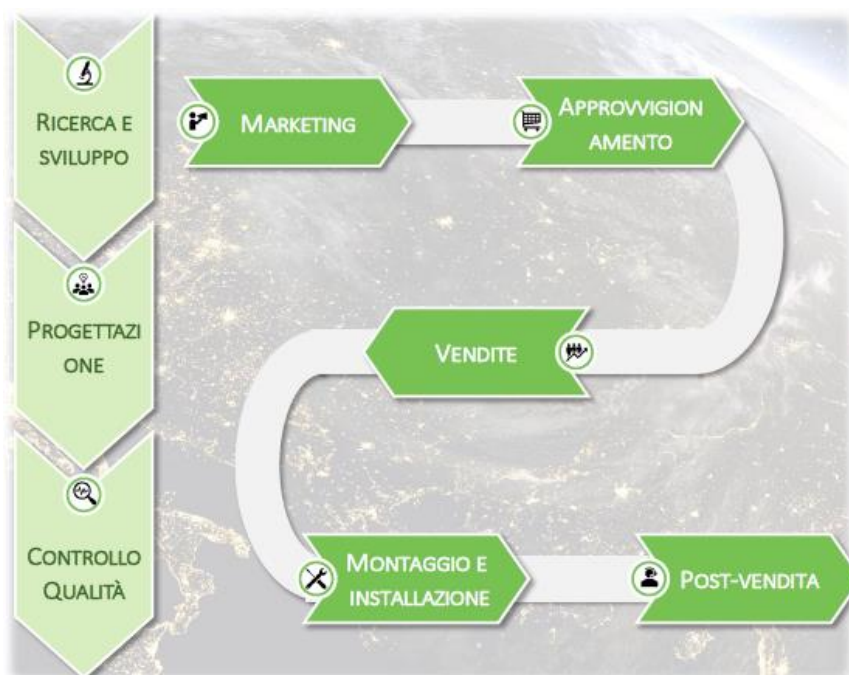 RICERCA E
SVILUPPO
PROGETTAZI
ONE
CONTROLLO
QUALITÀ
MARKETING
APPROVVIGION
AMENTO
VENDITE
MONTAGGIO E
INSTALLAZIONE
POST-VENDITA